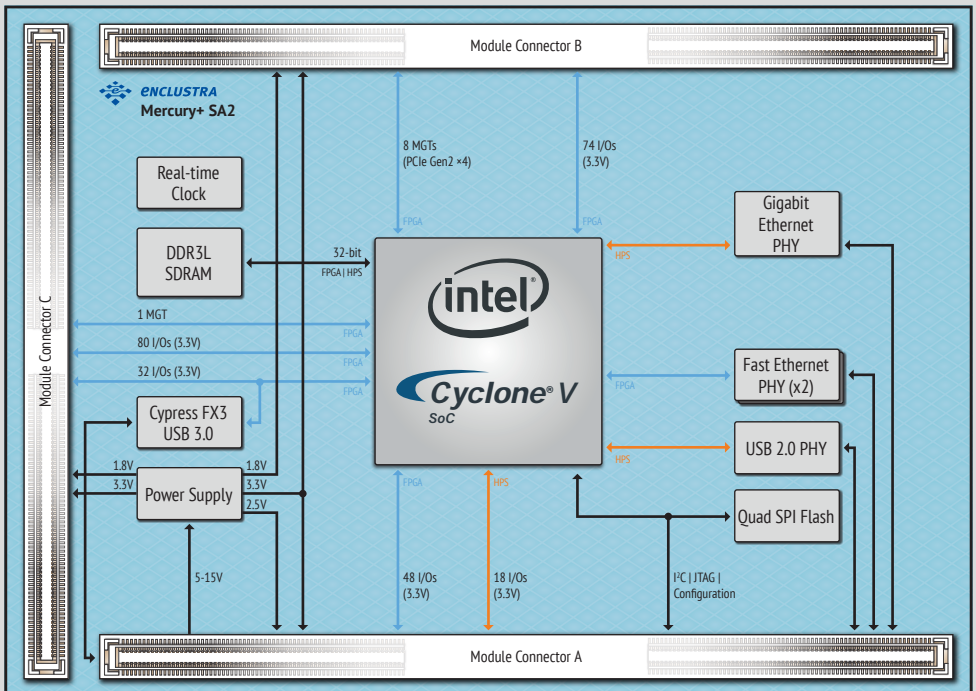 Module Connector B
ENCLUSTRA
Mercury+ SA2
8 MGTs
(PCIe Gen2 ×4)
74 I/Os
(3.3V)
Real-time
Clock
FPGA
FPGA
Gigabit
Ethernet
PHY
DDR3L
SDRAM
32-bit
FPGA | HPS
HPS
intel®
Module Connector C
1 MGT
FPGA
80 I/Os (3.3V)
FPGA
32 I/Os (3.3V)
FPGA
Cyclone® V
SoC
FPGA
Fast Ethernet
PHY (x2)
Cypress FX3
USB 3.0
HPS
USB 2.0 PHY
1.8V
3.3V
Power Supply
1.8V
3.3V
2.5V
FPGA
HPS
Quad SPI Flash
5-15V
48 I/Os
(3.3V)
18 I/Os
(3.3V)
I²C | JTAG |
Configuration
Module Connector A